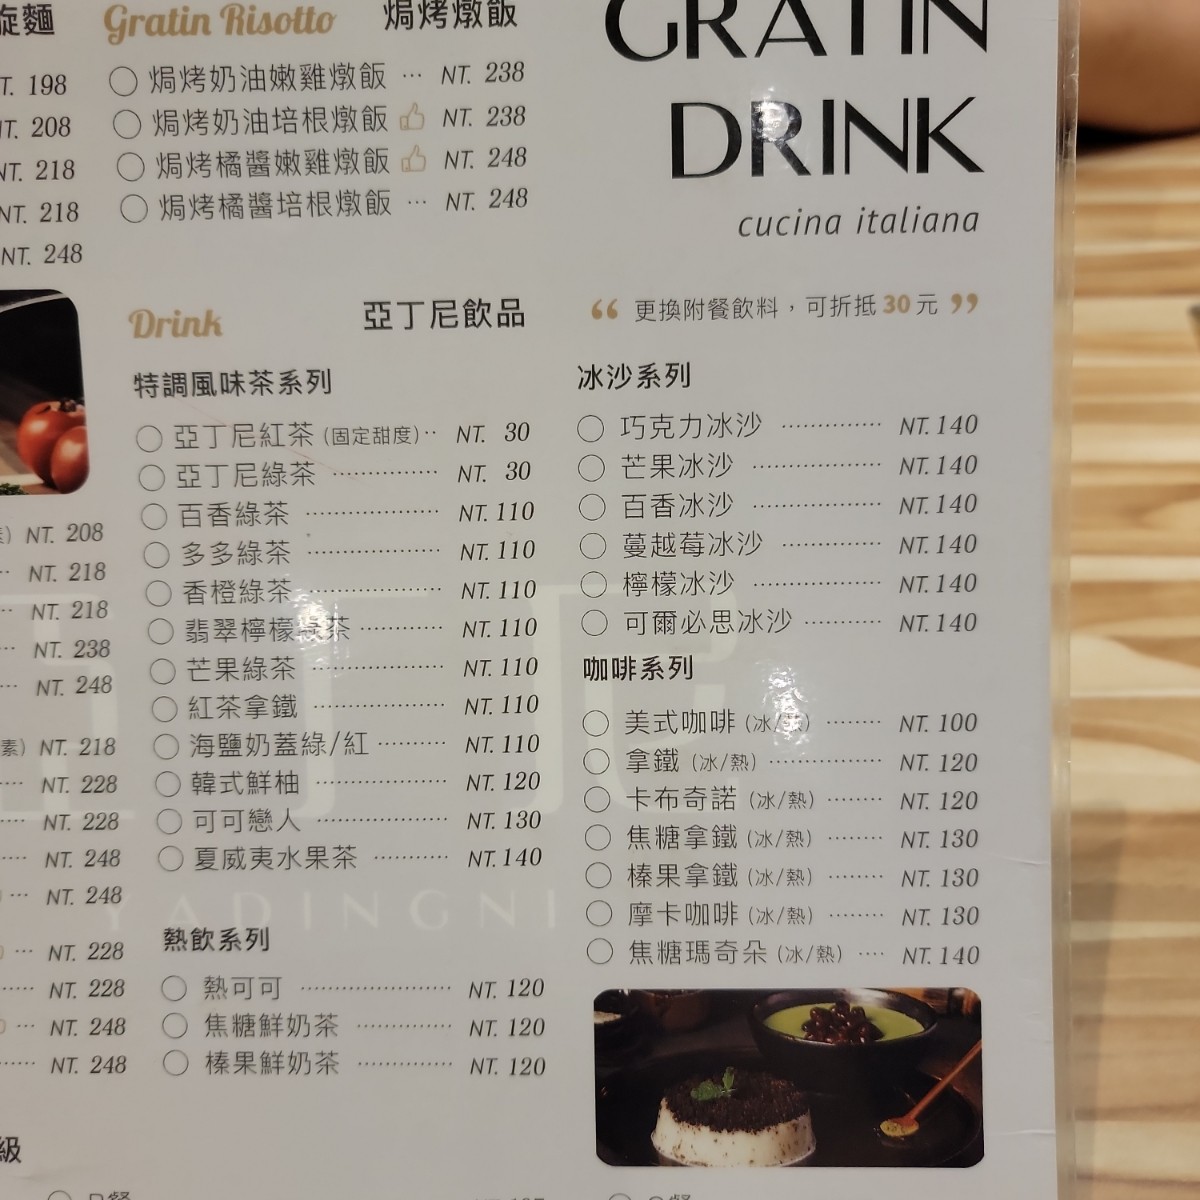 旋麵
T. 198
NT. 208
NT. 218
NT. 218
NT. 248
Gratin Risotto 焗烤燉飯
焗烤奶油嫩雞燉飯 ··· NT. 238
焗烤奶油培根燉飯 NT. 238
焗烤橘醬嫩雞燉飯 NT. 248
焗烤橘醬培根燉飯 ··· NT. 248
GRATIN
DRINK
cucina italiana
Drink 亞丁尼飲品
“ 更換附餐飲料，可折抵 30 元 ”
特調風味茶系列
亞丁尼紅茶 (固定甜度) ·· NT. 30
亞丁尼綠茶 ··············· NT. 30
百香綠茶 ··················· NT. 110
多多綠茶 ··················· NT. 110
香橙綠茶 ··················· NT. 110
翡翠檸檬綠茶 ············ NT. 110
芒果綠茶 ··················· NT. 110
紅茶拿鐵 ··················· NT. 110
海鹽奶蓋綠/紅 ·········· NT. 110
韓式鮮柚 ··················· NT. 120
可可戀人 ··················· NT. 130
夏威夷水果茶 ··········· NT. 140
熱飲系列
熱可可 ······················ NT. 120
焦糖鮮奶茶 ·············· NT. 120
榛果鮮奶茶 ·············· NT. 120
冰沙系列
巧克力冰沙 ·············· NT. 140
芒果冰沙 ·················· NT. 140
百香冰沙 ·················· NT. 140
蔓越莓冰沙 ·············· NT. 140
檸檬冰沙 ·················· NT. 140
可爾必思冰沙 ··········· NT. 140
咖啡系列
美式咖啡 (冰/熱) ········ NT. 100
拿鐵 (冰/熱) ················ NT. 120
卡布奇諾 (冰/熱) ········ NT. 120
焦糖拿鐵 (冰/熱) ········ NT. 130
榛果拿鐵 (冰/熱) ········ NT. 130
摩卡咖啡 (冰/熱) ········ NT. 130
焦糖瑪奇朵 (冰/熱) ···· NT. 140
素) NT. 208
·· NT. 218
·· NT. 218
··· NT. 238
··· NT. 248
素) NT. 218
···· NT. 228
···· NT. 228
····· NT. 248
··· NT. 248
··· NT. 228
····· NT. 228
··· NT. 248
······ NT. 248
YADINGNI
級